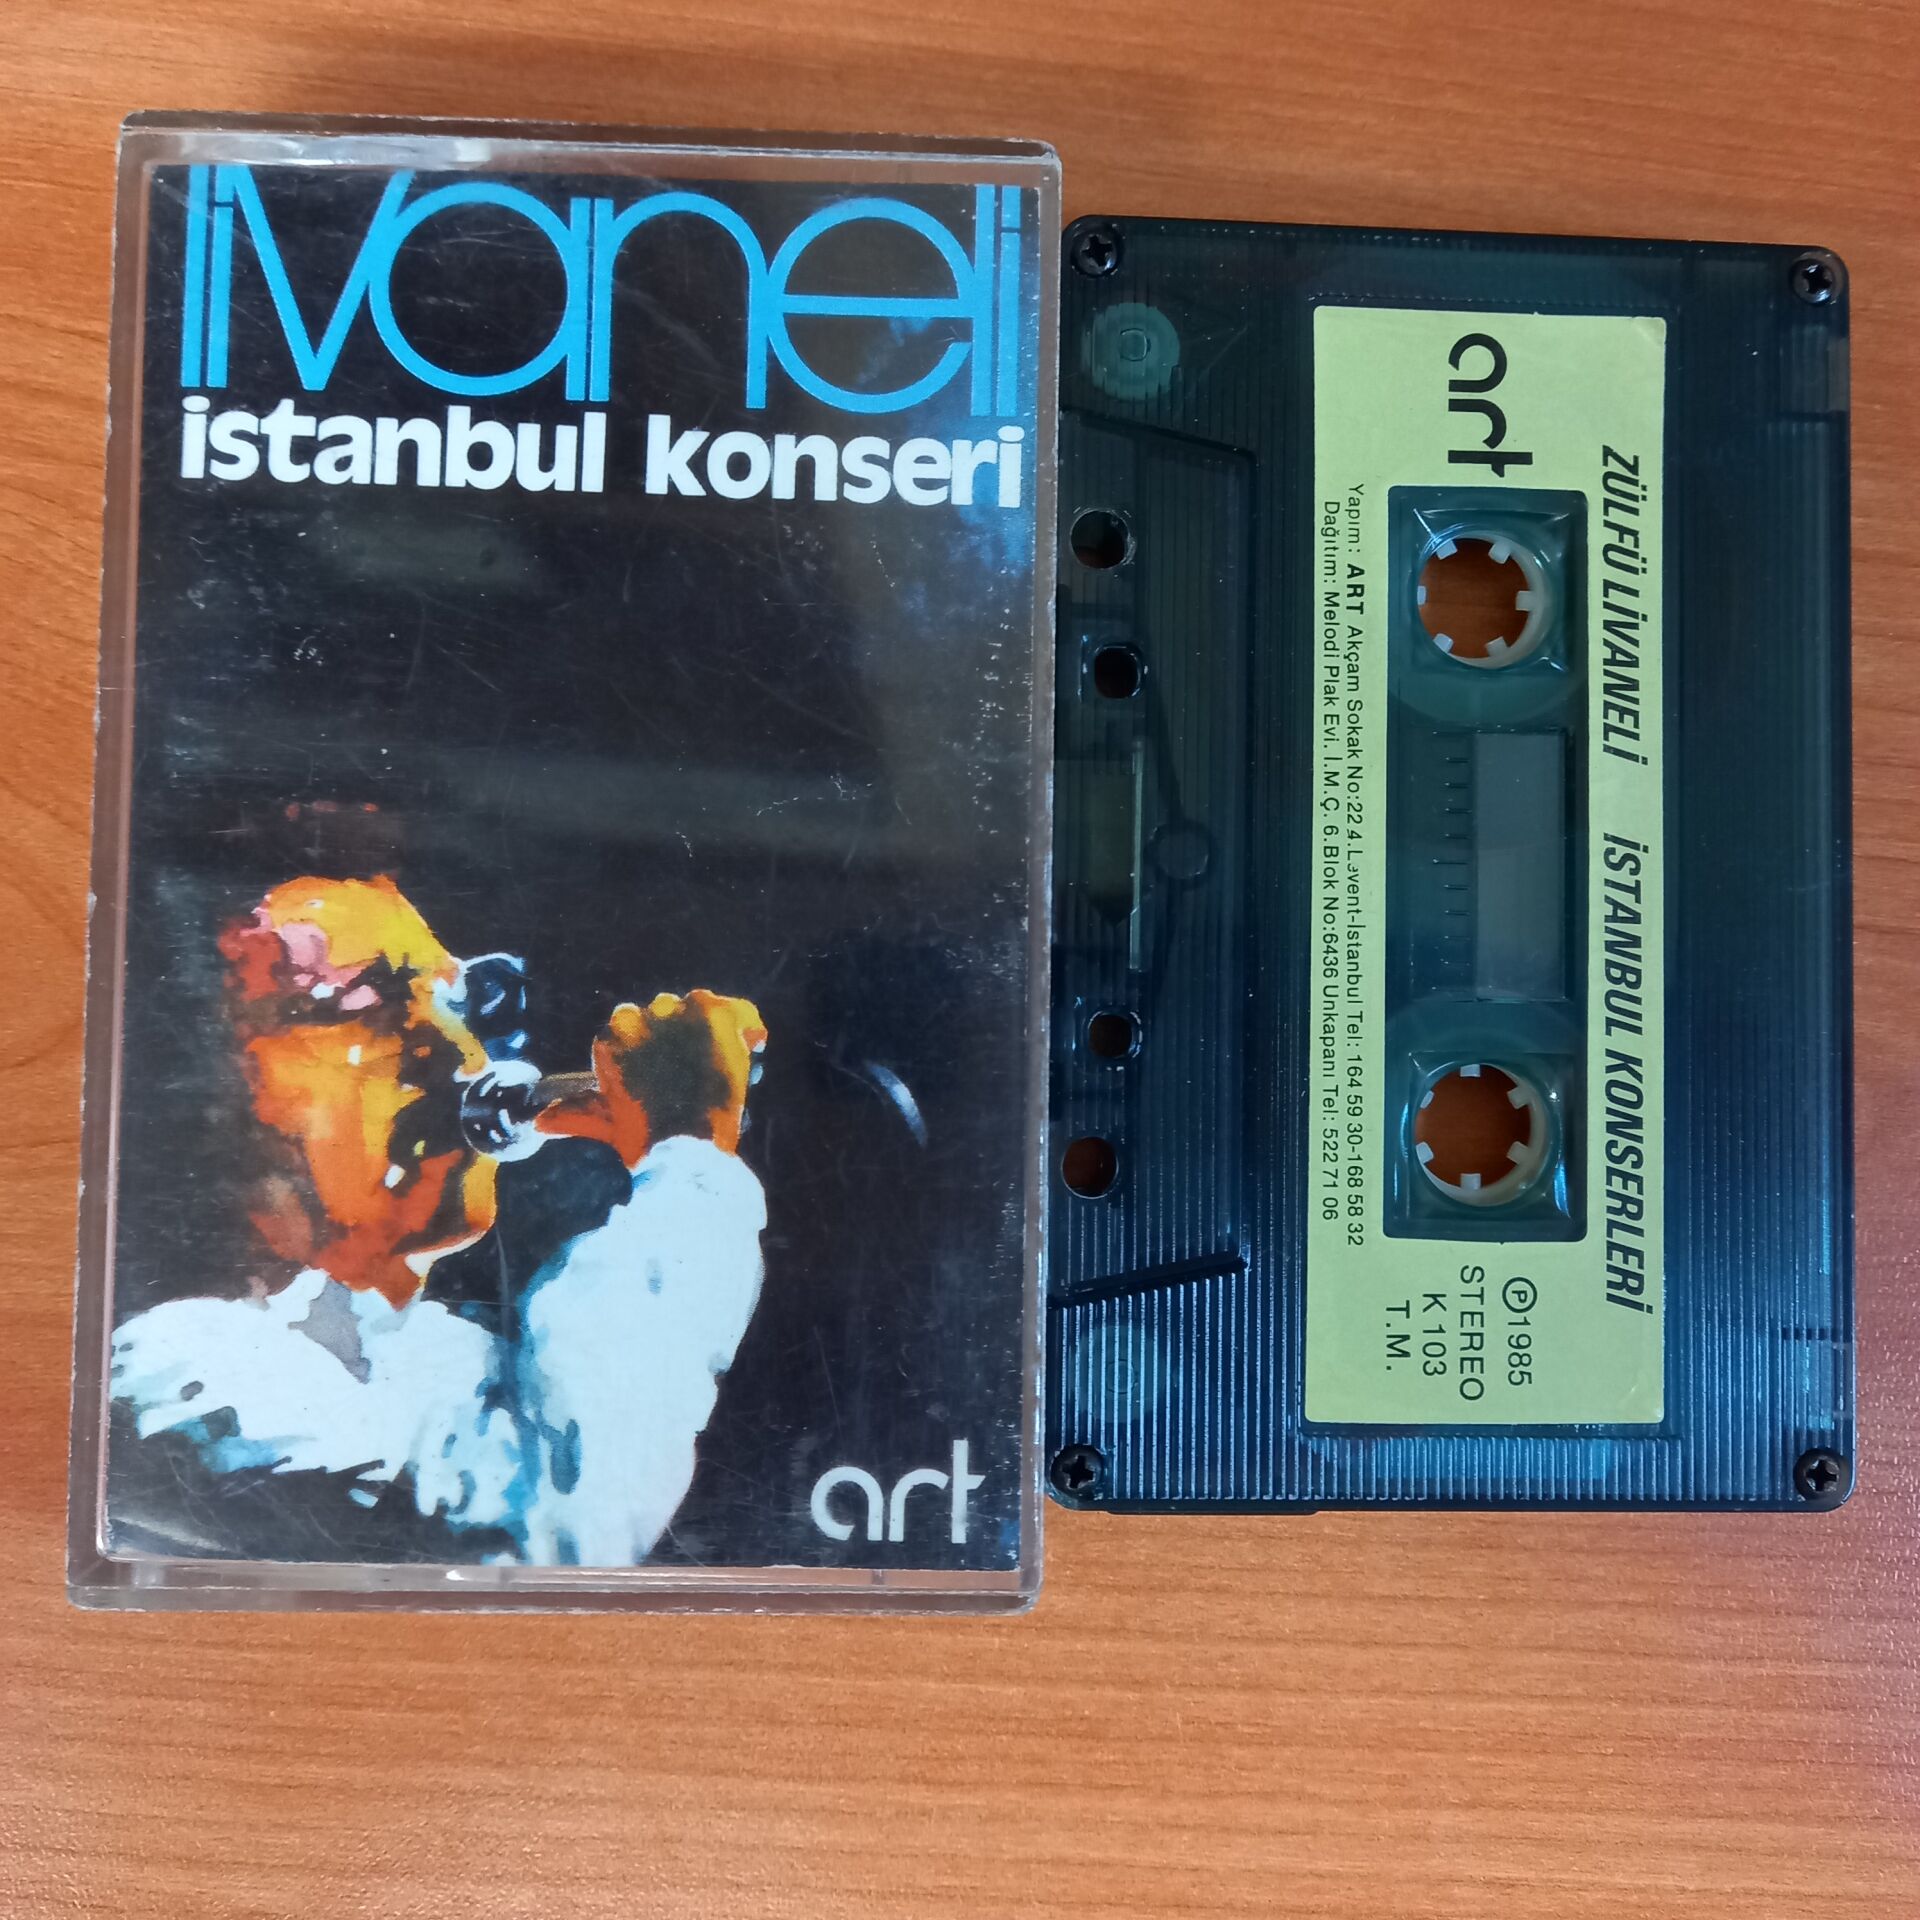 livaneli
istanbul konseri
art
art
ZÜLFÜ LİVANELİ İSTANBUL KONSERLERİ
Yapım: ART Akçam Sokak No:22 4.Levent-İstanbul Tel: 164 59 30-168 58 32
Dağıtım: Melodi Plak Evi. İ.M.Ç. 6.Blok No:6436 Unkapanı Tel: 522 71 06
Ⓟ1985
STEREO
K 103
T.M.